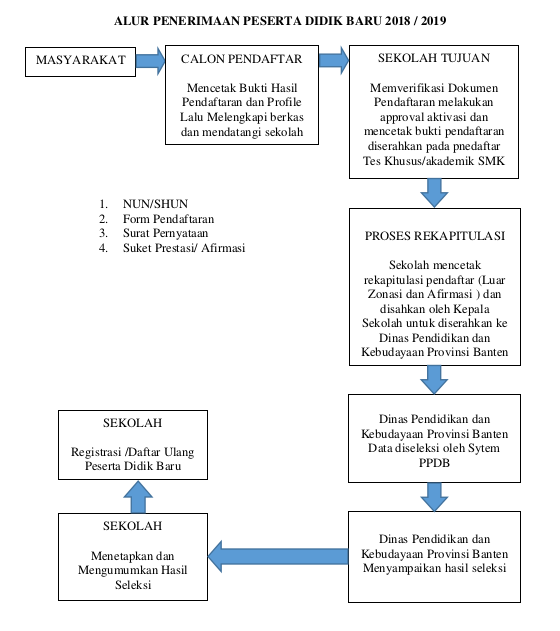 ALUR PENERIMAAN PESERTA DIDIK BARU 2018 / 2019
MASYARAKAT
CALON PENDAFTAR
Mencetak Bukti Hasil
Pendaftaran dan Profile
Lalu Melengkapi berkas
dan mendatangi sekolah
SEKOLAH TUJUAN
Memverifikasi Dokumen
Pendaftaran melakukan
approval aktivasi dan
mencetak bukti pendaftaran
diserahkan pada pnedaftar
Tes Khusus/akademik SMK
1. NUN/SHUN
2. Form Pendaftaran
3. Surat Pernyataan
4. Suket Prestasi/ Afirmasi
PROSES REKAPITULASI
Sekolah mencetak
rekapitulasi pendaftar (Luar
Zonasi dan Afirmasi ) dan
disahkan oleh Kepala
Sekolah untuk diserahkan ke
Dinas Pendidikan dan
Kebudayaan Provinsi Banten
Dinas Pendidikan dan
Kebudayaan Provinsi Banten
Data diseleksi oleh Sytem
PPDB
Dinas Pendidikan dan
Kebudayaan Provinsi Banten
Menyampaikan hasil seleksi
SEKOLAH
Menetapkan dan
Mengumumkan Hasil
Seleksi
SEKOLAH
Registrasi /Daftar Ulang
Peserta Didik Baru